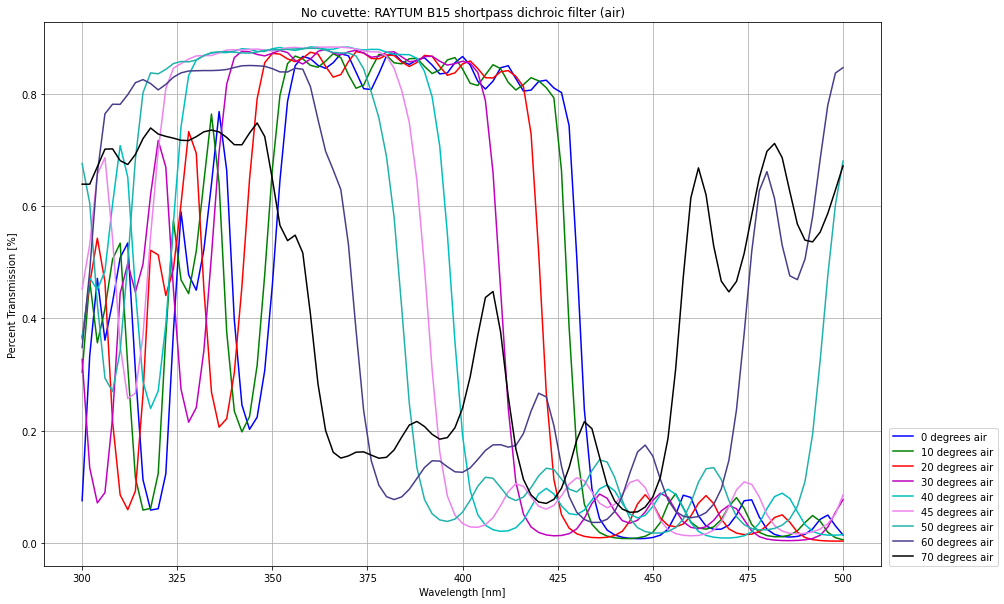 No cuvette: RAYTUM B15 shortpass dichroic filter (air)
Percent Transmission [%]
0.8
0.6
0.4
0.2
0.0
300 325 350 375 400 425 450 475 500
Wavelength [nm]
0 degrees air
10 degrees air
20 degrees air
30 degrees air
40 degrees air
45 degrees air
50 degrees air
60 degrees air
70 degrees air